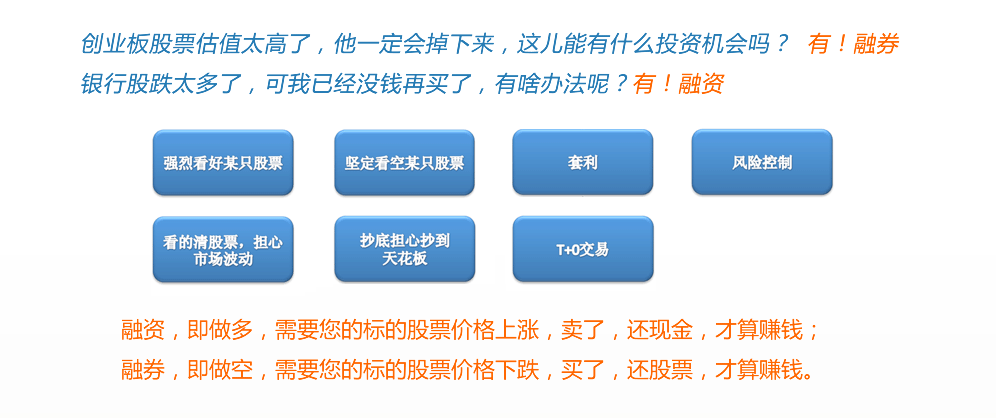 创业板股票估值太高了，他一定会掉下来，这儿能有什么投资机会吗？ 有！融券
银行股跌太多了，可我已经没钱再买了，有啥办法呢？有！融资
强烈看好某只股票
坚定看空某只股票
套利
风险控制
看的清股票，担心
市场波动
抄底担心抄到
天花板
T+0交易
融资，即做多，需要您的标的股票价格上涨，卖了，还现金，才算赚钱；
融券，即做空，需要您的标的股票价格下跌，买了，还股票，才算赚钱。